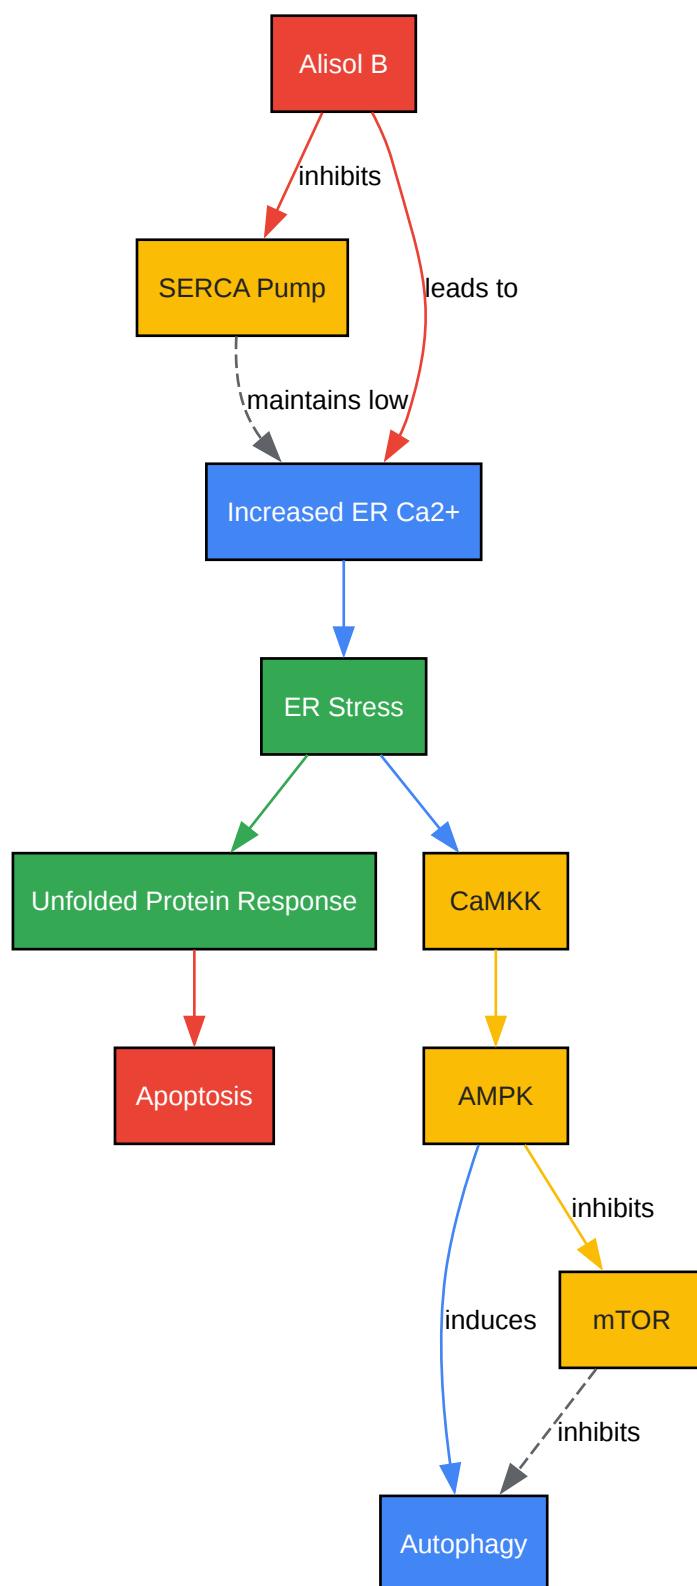 Alisol B
inhibits
SERCA Pump
leads to
maintains low
Increased ER Ca2+
ER Stress
Unfolded Protein Response
CaMKK
Apoptosis
AMPK
inhibits
induces
mTOR
inhibits
Autophagy